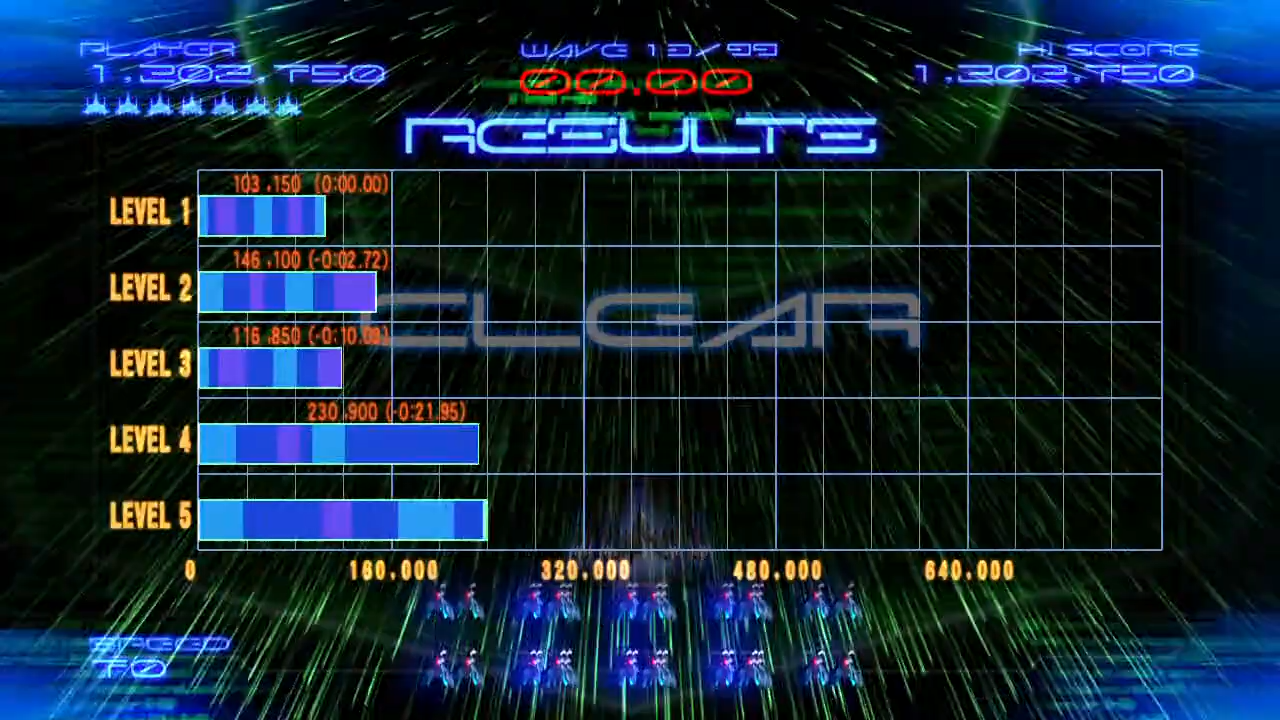 PLAYER
1,202,750
WAVE 13/99
00.00
HI SCORE
1,202,750
RESULTS
103,150 (0:00.00)
LEVEL 1
146,100 (-0:02.72)
LEVEL 2
CLEAR
116,850 (-0:10.03)
LEVEL 3
230,900 (-0:21.95)
LEVEL 4
LEVEL 5
0 160,000 320,000 480,000 640,000
SPEED
70